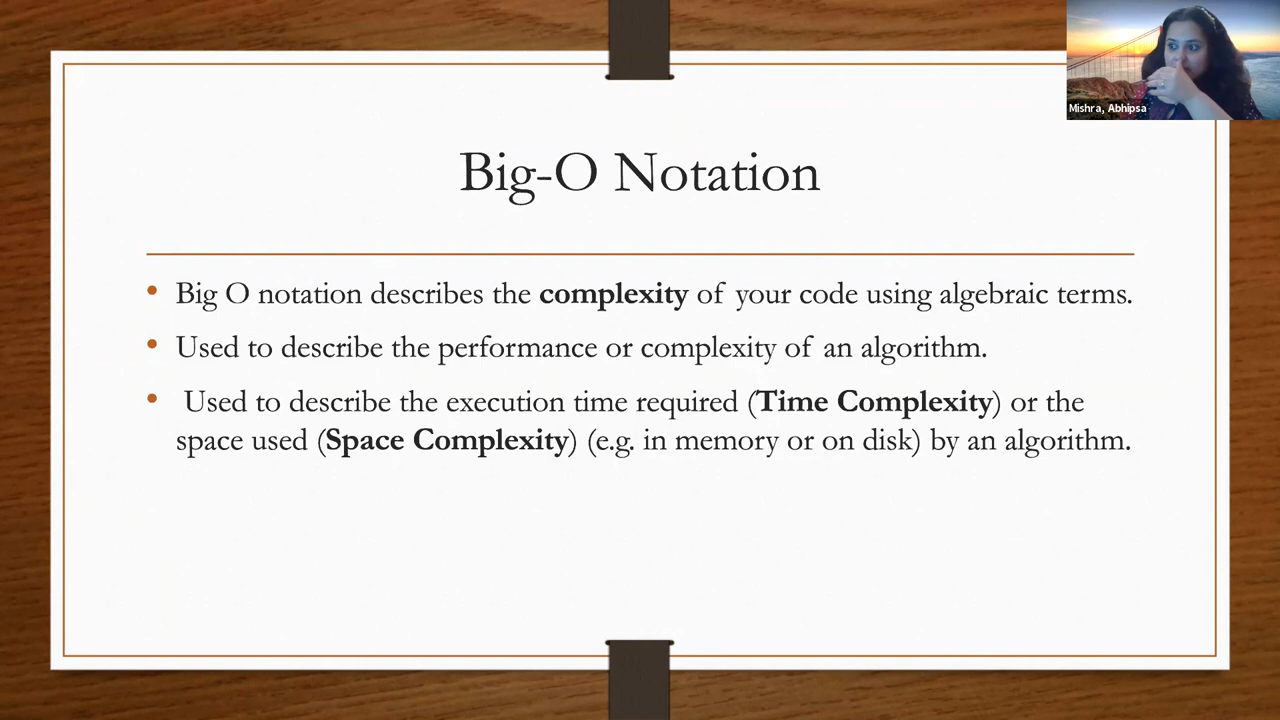 Mishra, Abhipsa
Big-O Notation
• Big O notation describes the complexity of your code using algebraic terms.
• Used to describe the performance or complexity of an algorithm.
• Used to describe the execution time required (Time Complexity) or the
space used (Space Complexity) (e.g. in memory or on disk) by an algorithm.